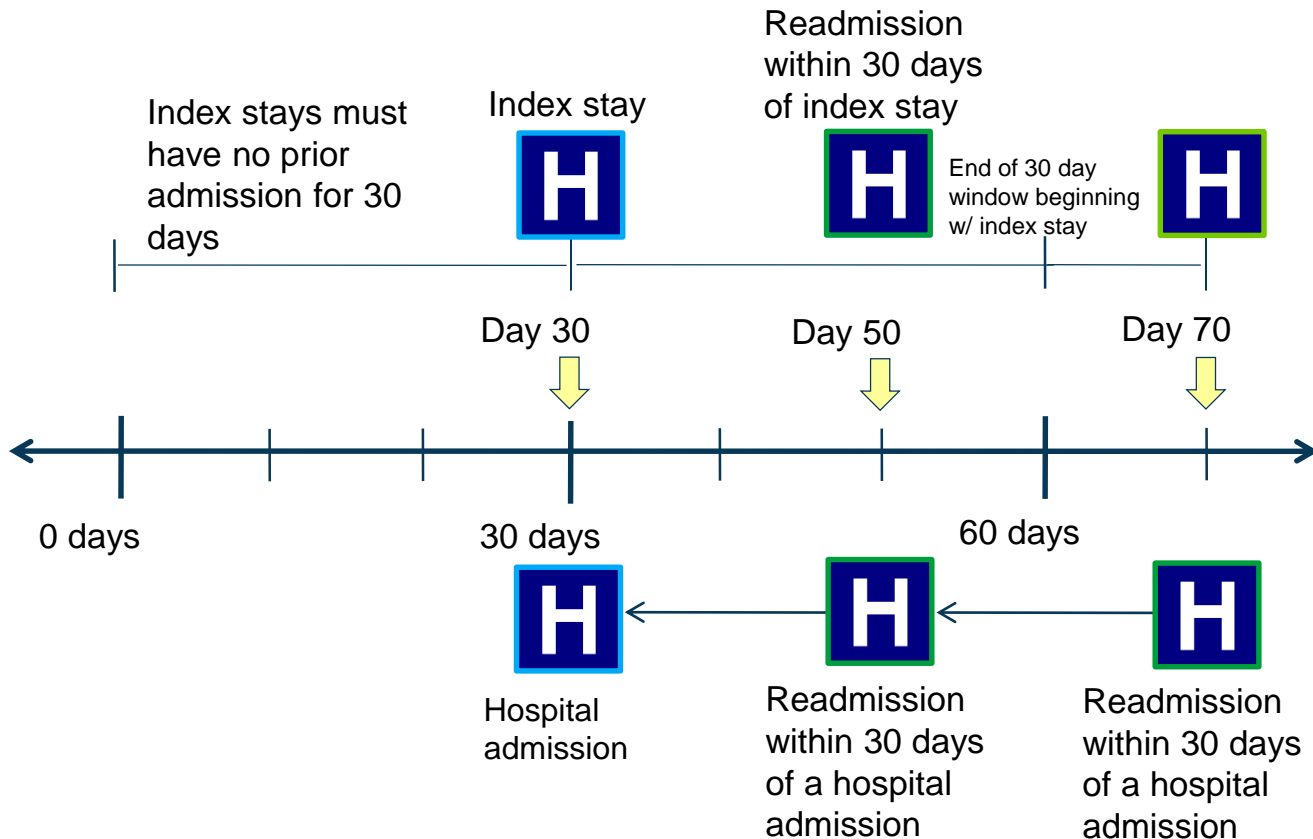 Readmission
within 30 days
of index stay
Index stay
Index stays must
have no prior
admission for 30
days
H
H
End of 30 day
window beginning
w/ index stay
H
Day 30
Day 50
Day 70
0 days
30 days
60 days
H
H
H
Hospital
admission
Readmission
within 30 days
of a hospital
admission
Readmission
within 30 days
of a hospital
admission